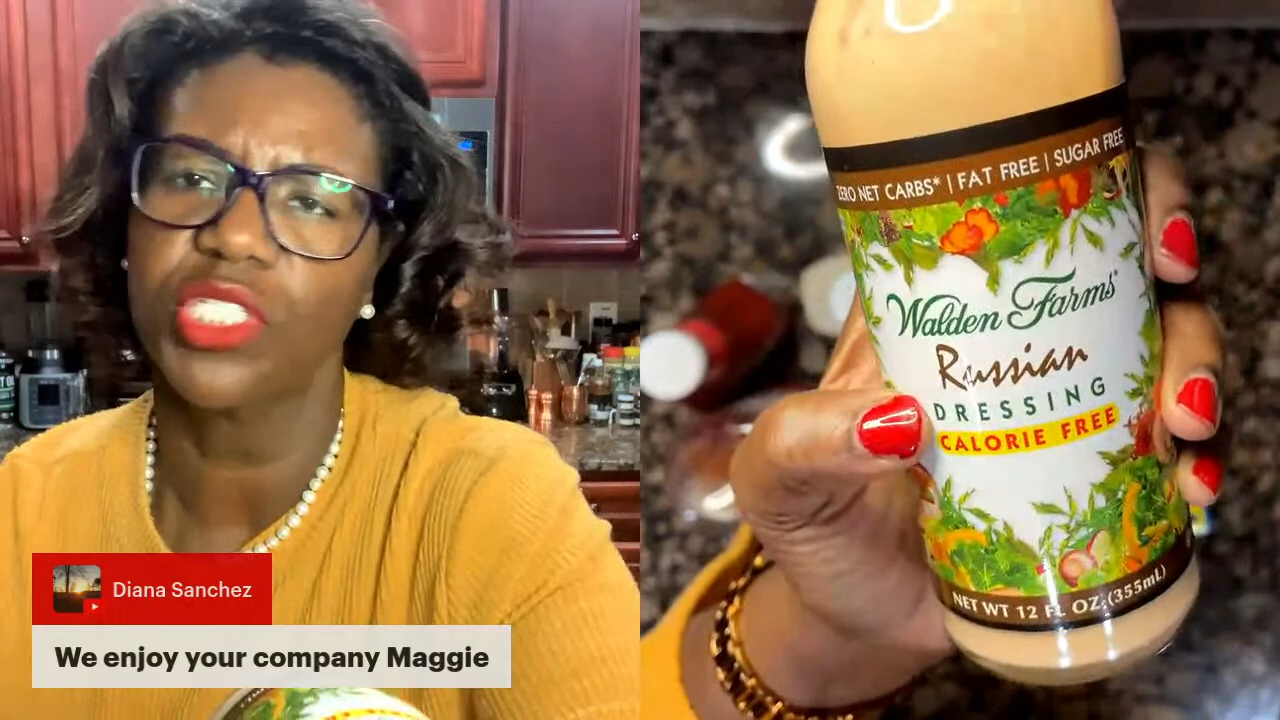 Diana Sanchez
We enjoy your company Maggie
ZERO NET CARBS* | FAT FREE | SUGAR FREE
Walden Farms®
Russian
DRESSING
CALORIE FREE
NET WT 12 FL OZ (355mL)